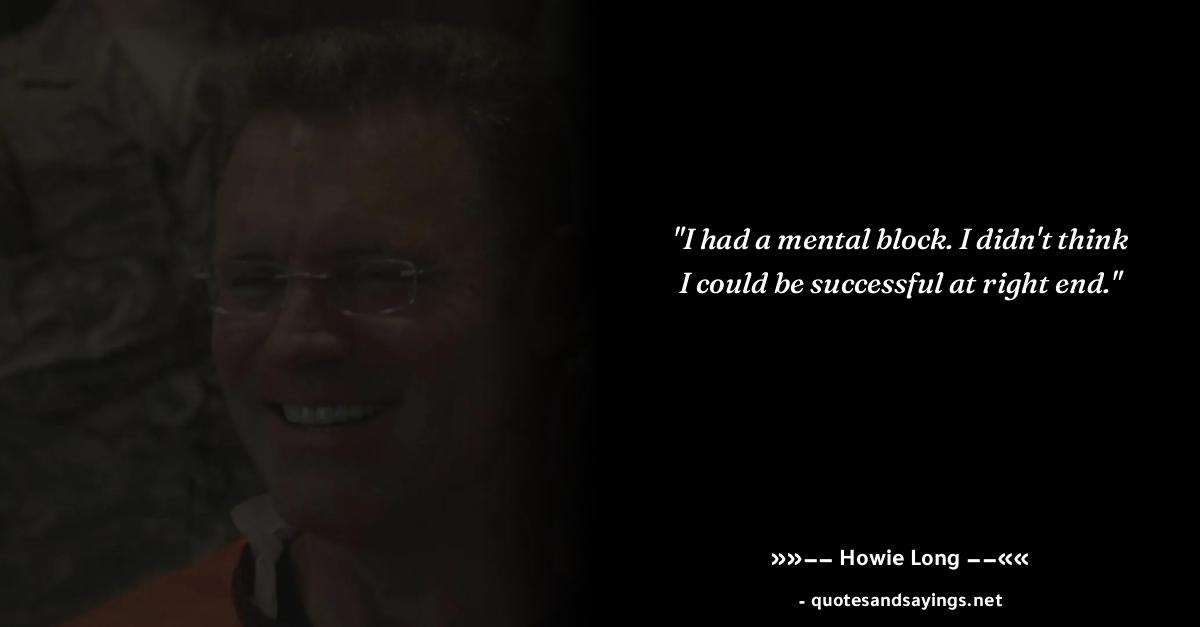 "I had a mental block. I didn't think
I could be successful at right end."
»»−− Howie Long −−««
- quotesandsayings.net